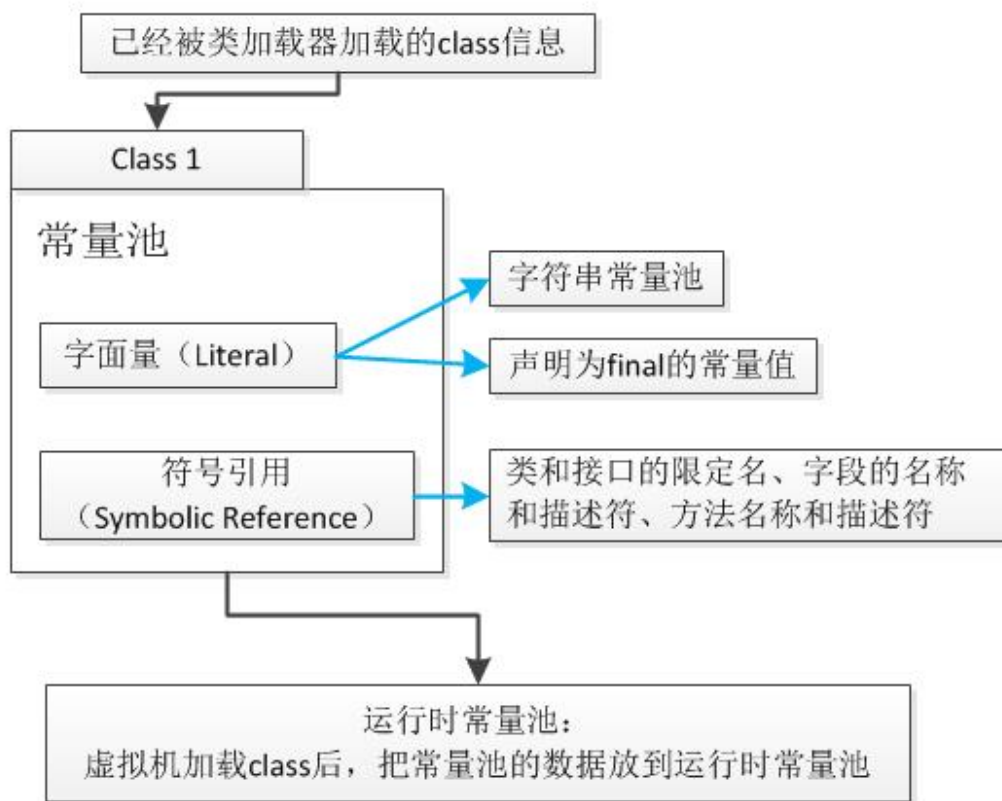 已经被类加载器加载的class信息
Class 1
常量池
字面量（Literal）
字符串常量池
声明为final的常量值
符号引用
（Symbolic Reference）
类和接口的限定名、字段的名称
和描述符、方法名称和描述符
运行时常量池：
虚拟机加载class后，把常量池的数据放到运行时常量池